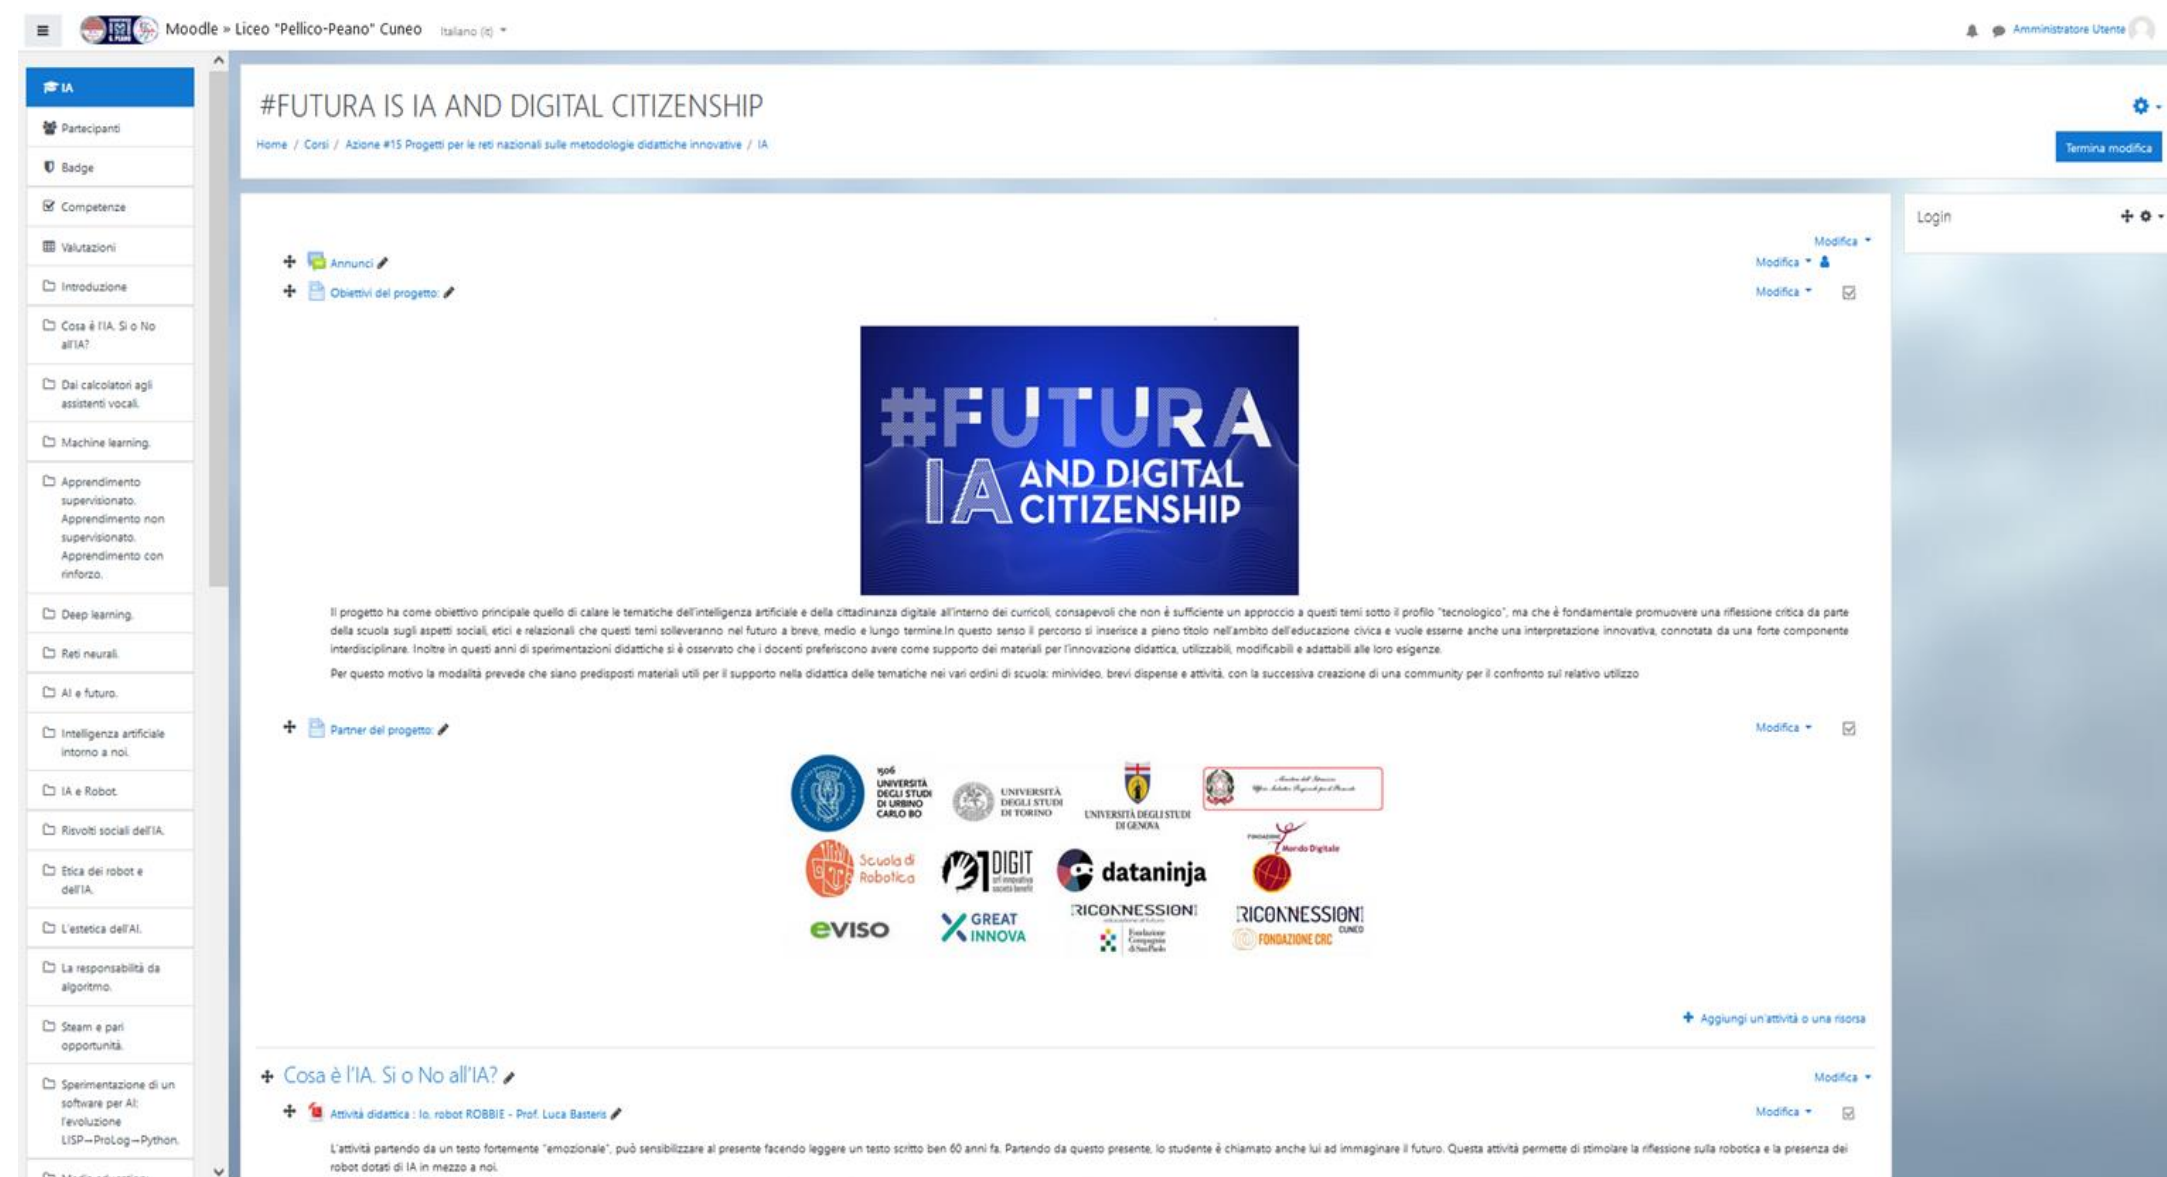 Moodle » Liceo "Pellico-Peano" Cuneo
Italiano (it)
Amministratore Utente
IA
Partecipanti
Badge
Competenze
Valutazioni
Introduzione
Cosa è l'IA. Si o No
all'IA?
Dai calcolatori agli
assistenti vocali.
Machine learning.
Apprendimento
supervisionato.
Apprendimento non
supervisionato.
Apprendimento con
rinforzo.
Deep learning.
Reti neurali.
AI e futuro.
Intelligenza artificiale
intorno a noi.
IA e Robot.
Risvolti sociali dell'IA.
Etica dei robot e
dell'IA.
L'estetica dell'AI.
La responsabilità da
algoritmo.
Steam e pari
opportunità.
Sperimentazione di un
software per AI:
l'evoluzione
LISP→ProLog→Python.
#FUTURA IS IA AND DIGITAL CITIZENSHIP
Home / Corsi / Azione #15 Progetti per le reti nazionali sulle metodologie didattiche innovative / IA
Termina modifica
Login
Modifica
Annunci
Modifica
Obiettivi del progetto:
Modifica
#FUTURA
IA AND DIGITAL
CITIZENSHIP
Il progetto ha come obiettivo principale quello di calare le tematiche dell'intelligenza artificiale e della cittadinanza digitale all'interno dei curricoli, consapevoli che non è sufficiente un approccio a questi temi sotto il profilo "tecnologico", ma che è fondamentale promuovere una riflessione critica da parte
della scuola sugli aspetti sociali, etici e relazionali che questi temi solleveranno nel futuro a breve, medio e lungo termine.In questo senso il percorso si inserisce a pieno titolo nell'ambito dell'educazione civica e vuole esserne anche una interpretazione innovativa, connotata da una forte componente
interdisciplinare. Inoltre in questi anni di sperimentazioni didattiche si è osservato che i docenti preferiscono avere come supporto dei materiali per l'innovazione didattica, utilizzabili, modificabili e adattabili alle loro esigenze.
Per questo motivo la modalità prevede che siano predisposti materiali utili per il supporto nella didattica delle tematiche nei vari ordini di scuola: minivideo, brevi dispense e attività, con la successiva creazione di una community per il confronto sul relativo utilizzo
Partner del progetto:
Modifica
1506
UNIVERSITÀ
DEGLI STUDI
DI URBINO
CARLO BO
UNIVERSITÀ
DEGLI STUDI
DI TORINO
UNIVERSITÀ DEGLI STUDI
DI GENOVA
Scuola di
Robotica
DIGIT
srl innovativa
società benefit
dataninja
FONDAZIONE
Mondo Digitale
eviso
GREAT
INNOVA
RICONNESSIONI
Fondazione
Compagnia
di San Paolo
RICONNESSIONI
CUNEO
FONDAZIONE CRC
Aggiungi un'attività o una risorsa
Cosa è l'IA. Si o No all'IA?
Modifica
Attività didattica : Io, robot ROBBIE - Prof. Luca Basteris
Modifica
L'attività partendo da un testo fortemente "emozionale", può sensibilizzare al presente facendo leggere un testo scritto ben 60 anni fa. Partendo da questo presente, lo studente è chiamato anche lui ad immaginare il futuro. Questa attività permette di stimolare la riflessione sulla robotica e la presenza dei
robot dotati di IA in mezzo a noi.